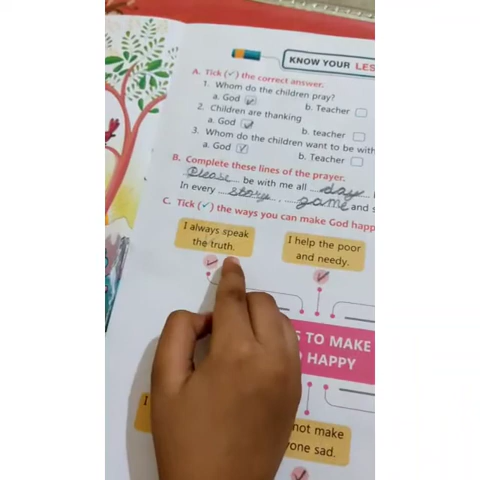 KNOW YOUR LES
A. Tick (✓) the correct answer.
1. Whom do the children pray?
a. God ✓ b. Teacher
2. Children are thanking
a. God ✓ b. teacher
3. Whom do the children want to be with
a. God ✓ b. Teacher
B. Complete these lines of the prayer.
Please be with me all day
In every story, game and s
C. Tick (✓) the ways you can make God happ
I always speak
the truth.
I help the poor
and needy.
S TO MAKE
HAPPY
I
not make
one sad.